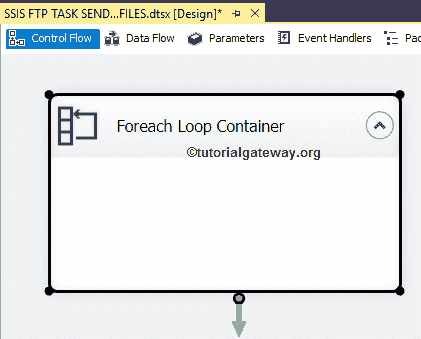 SSIS FTP TASK SEND...FILES.dtsx [Design]*
Control Flow Data Flow Parameters Event Handlers Pac
Foreach Loop Container
©tutorialgateway.org